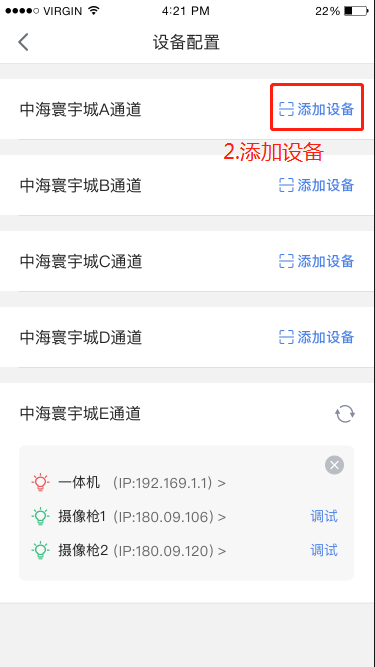 VIRGIN 4:21 PM 22%
设备配置
中海寰宇城A通道 添加设备
2.添加设备
中海寰宇城B通道 添加设备
中海寰宇城C通道 添加设备
中海寰宇城D通道 添加设备
中海寰宇城E通道
一体机 (IP:192.169.1.1) >
摄像枪1 (IP:180.09.106) > 调试
摄像枪2 (IP:180.09.120) > 调试